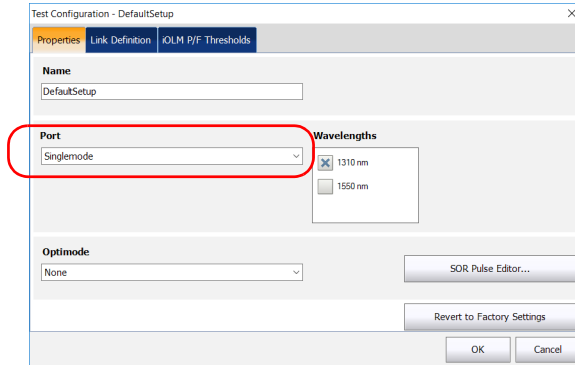 Test Configuration - DefaultSetup
Properties Link Definition iOLM P/F Thresholds
Name
DefaultSetup
Port
Singlemode
Wavelengths
1310 nm
1550 nm
Optimode
None
SOR Pulse Editor...
Revert to Factory Settings
OK Cancel